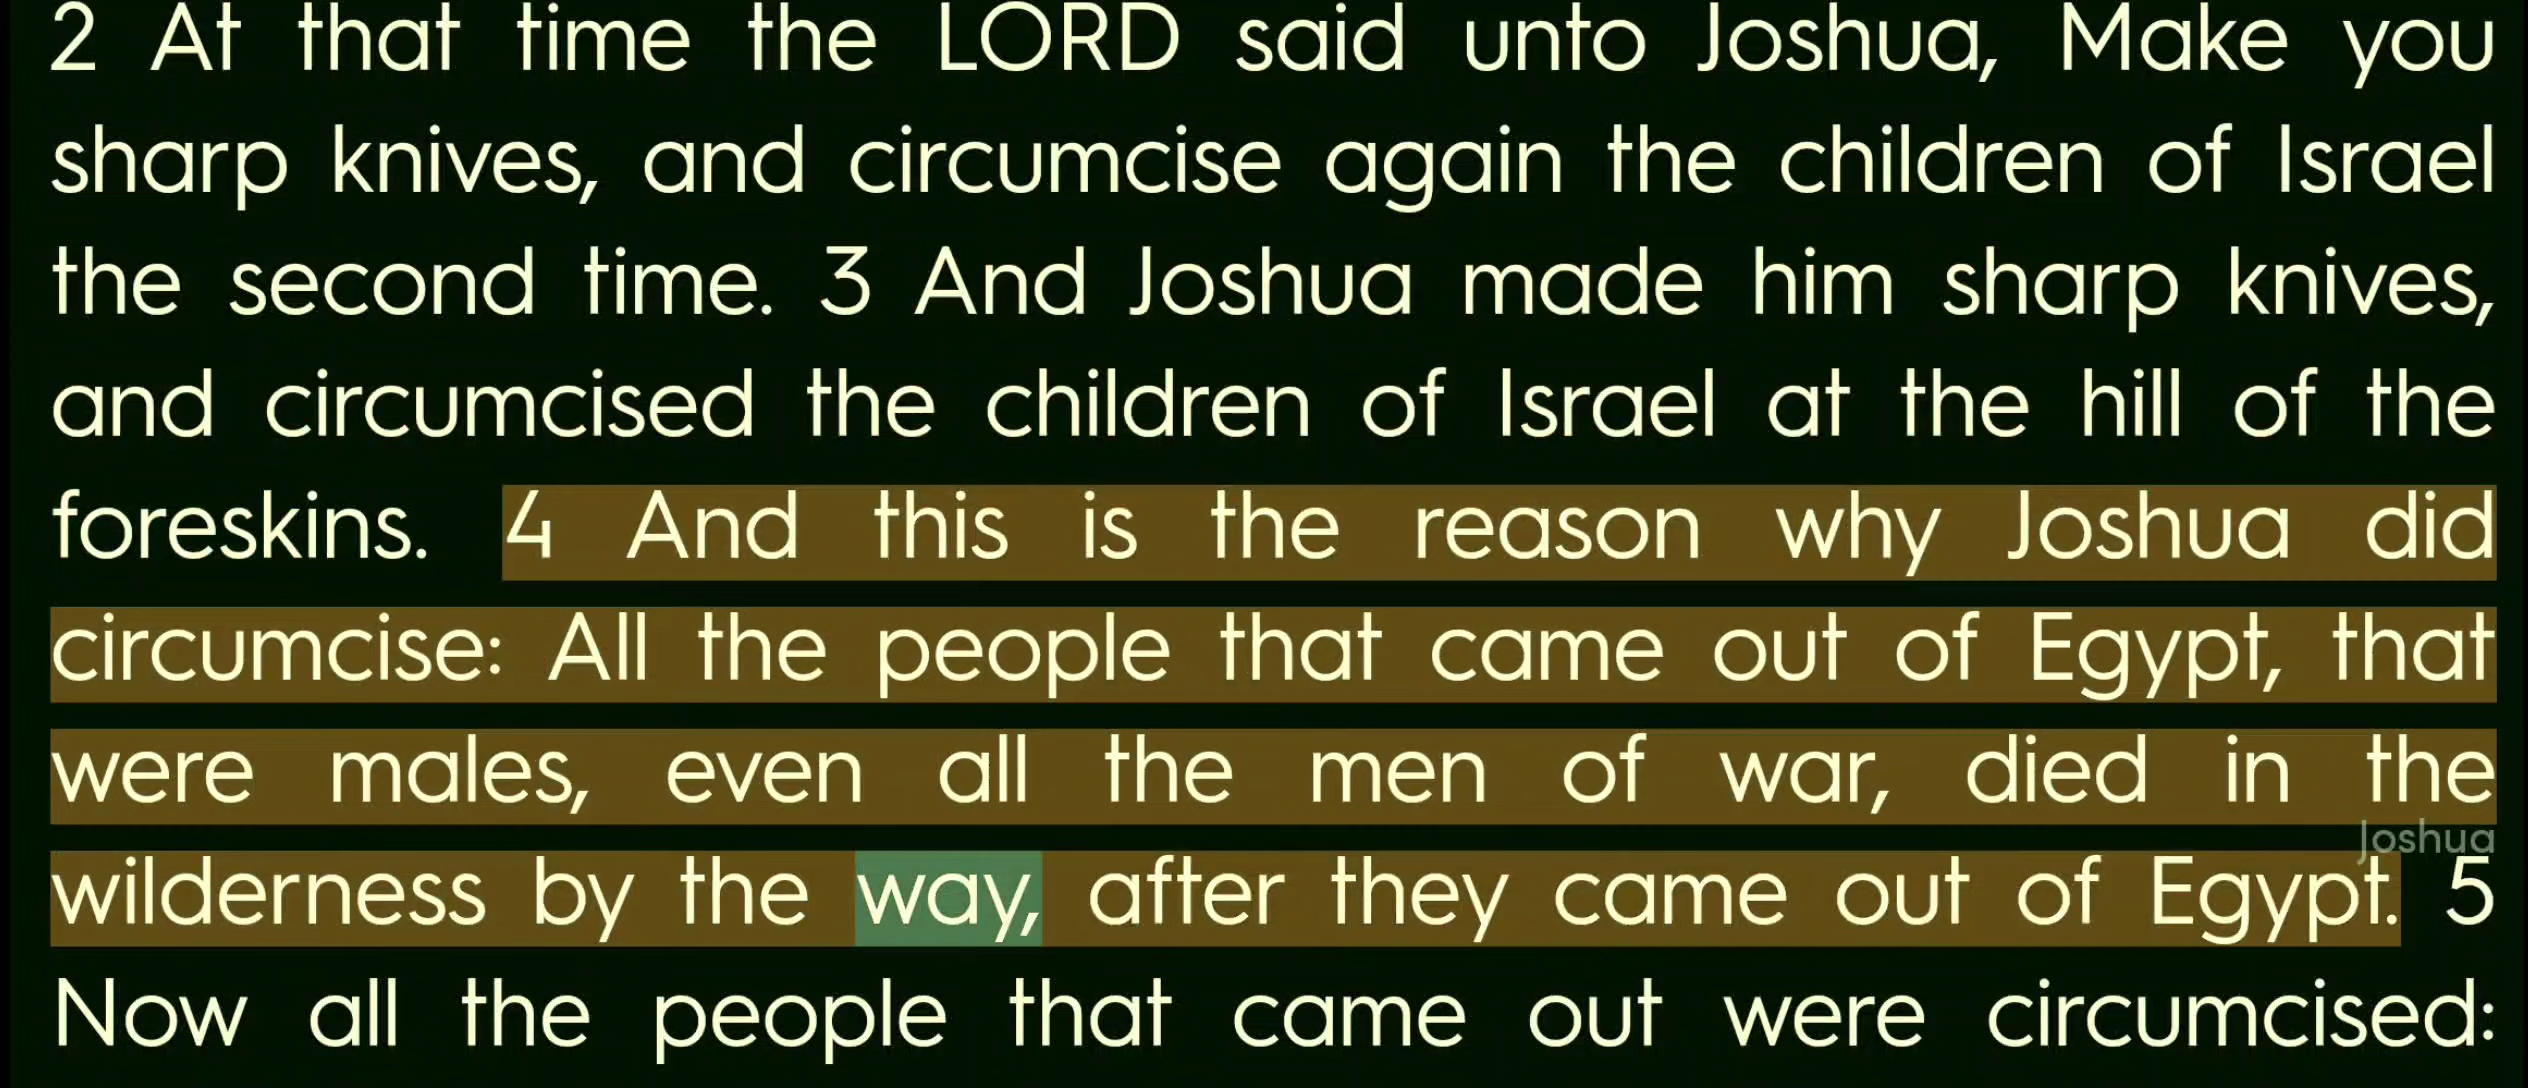 2 At that time the LORD said unto Joshua, Make you
sharp knives, and circumcise again the children of Israel
the second time. 3 And Joshua made him sharp knives,
and circumcised the children of Israel at the hill of the
foreskins. 4 And this is the reason why Joshua did
circumcise: All the people that came out of Egypt, that
were males, even all the men of war, died in the
Joshua
wilderness by the way, after they came out of Egypt. 5
Now all the people that came out were circumcised: